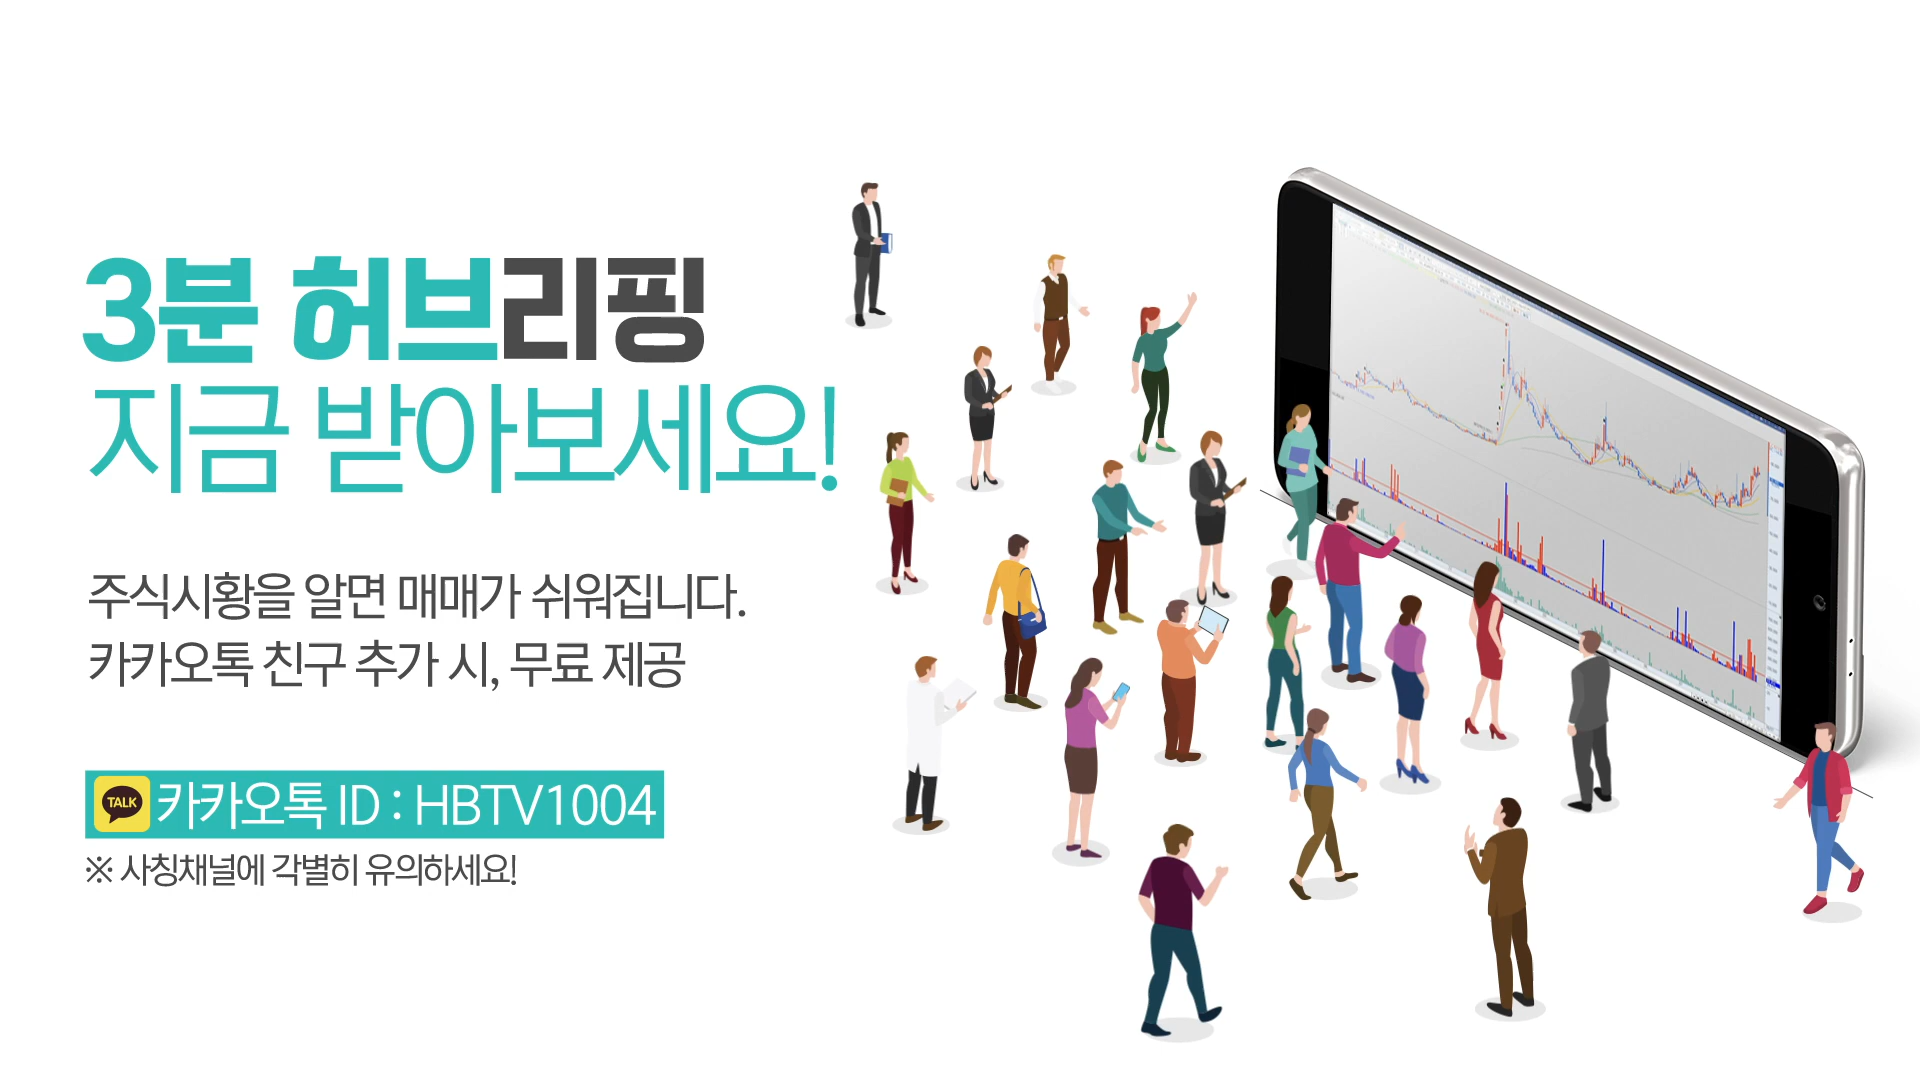 3분 허브리핑
지금 받아보세요!
주식시황을 알면 매매가 쉬워집니다.
카카오톡 친구 추가 시, 무료 제공
TALK 카카오톡 ID : HBTV1004
※ 사칭채널에 각별히 유의하세요!